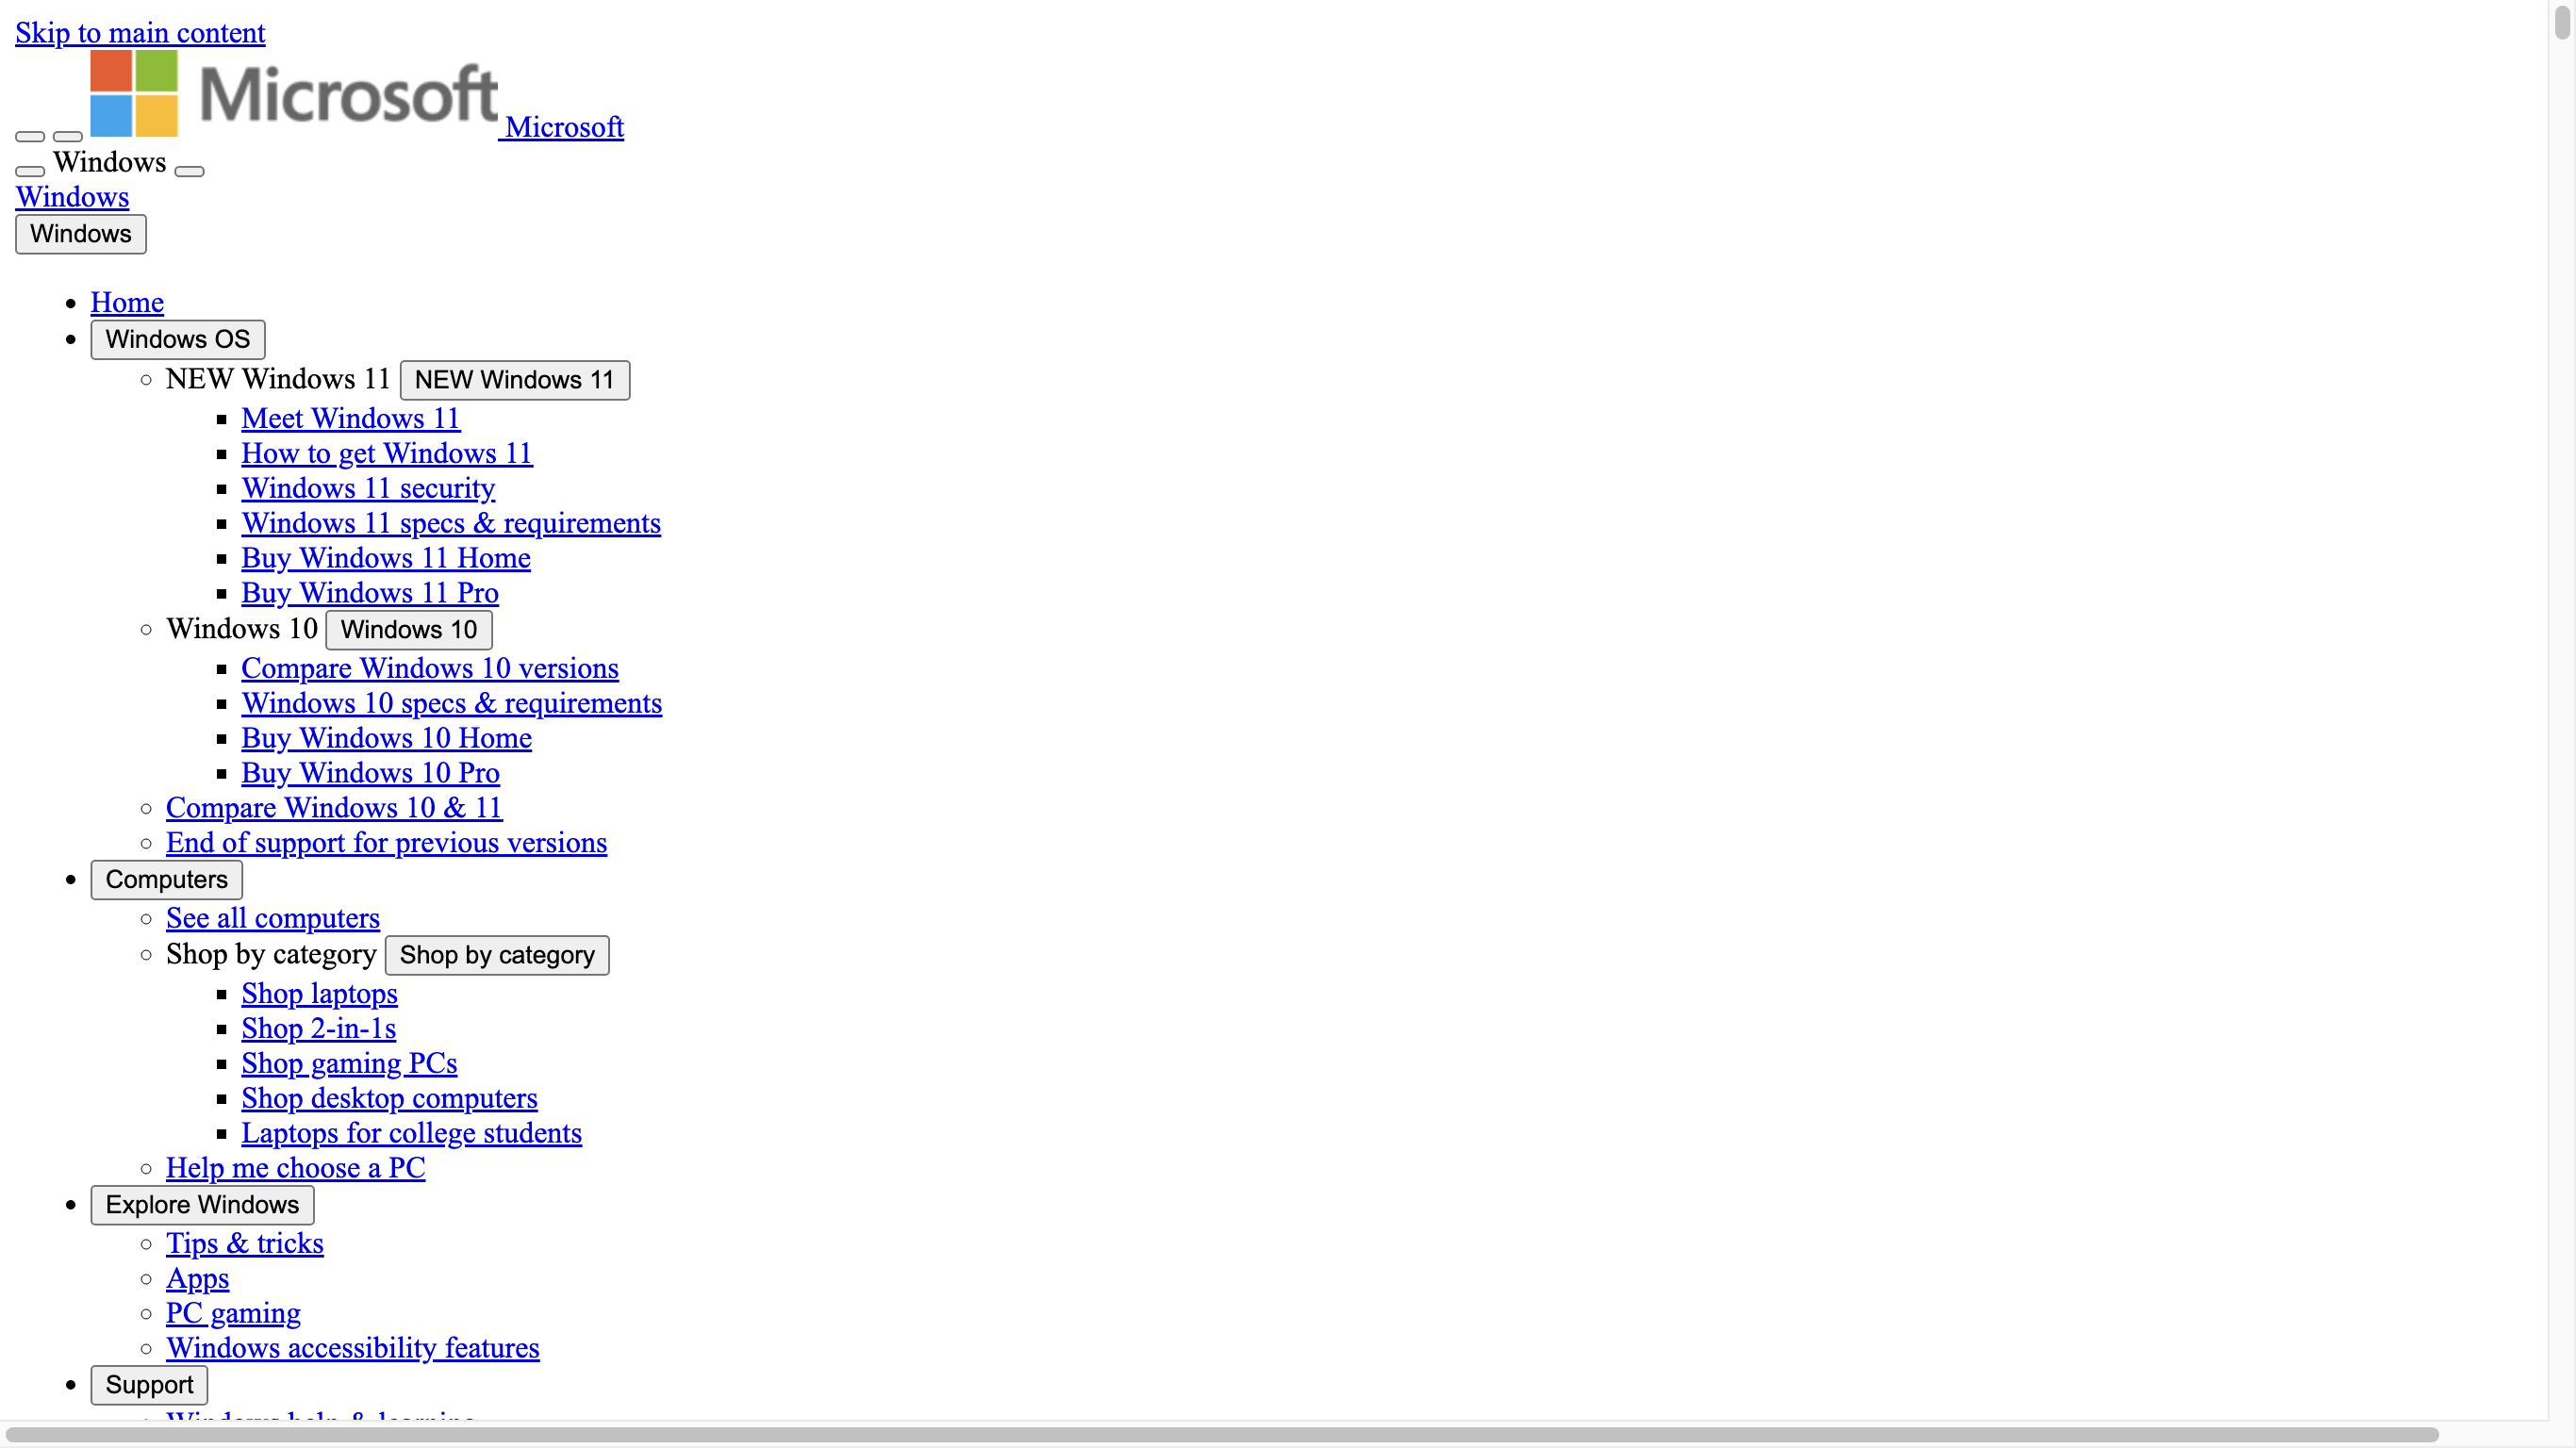 Skip to main content
Microsoft Microsoft
Windows
Windows
Windows
Home
Windows OS
NEW Windows 11 NEW Windows 11
Meet Windows 11
How to get Windows 11
Windows 11 security
Windows 11 specs & requirements
Buy Windows 11 Home
Buy Windows 11 Pro
Windows 10 Windows 10
Compare Windows 10 versions
Windows 10 specs & requirements
Buy Windows 10 Home
Buy Windows 10 Pro
Compare Windows 10 & 11
End of support for previous versions
Computers
See all computers
Shop by category Shop by category
Shop laptops
Shop 2-in-1s
Shop gaming PCs
Shop desktop computers
Laptops for college students
Help me choose a PC
Explore Windows
Tips & tricks
Apps
PC gaming
Windows accessibility features
Support
Windows help & learning